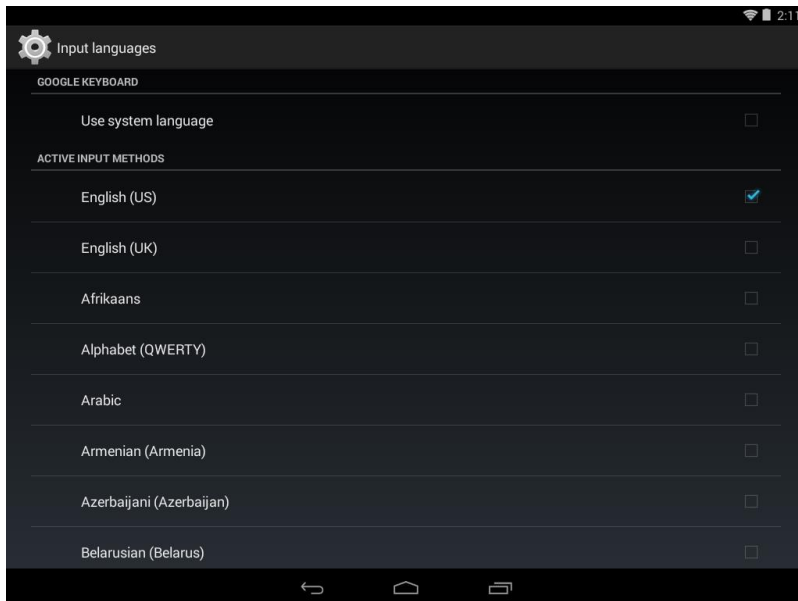 2:11
Input languages
GOOGLE KEYBOARD
Use system language
ACTIVE INPUT METHODS
English (US)
English (UK)
Afrikaans
Alphabet (QWERTY)
Arabic
Armenian (Armenia)
Azerbaijani (Azerbaijan)
Belarusian (Belarus)